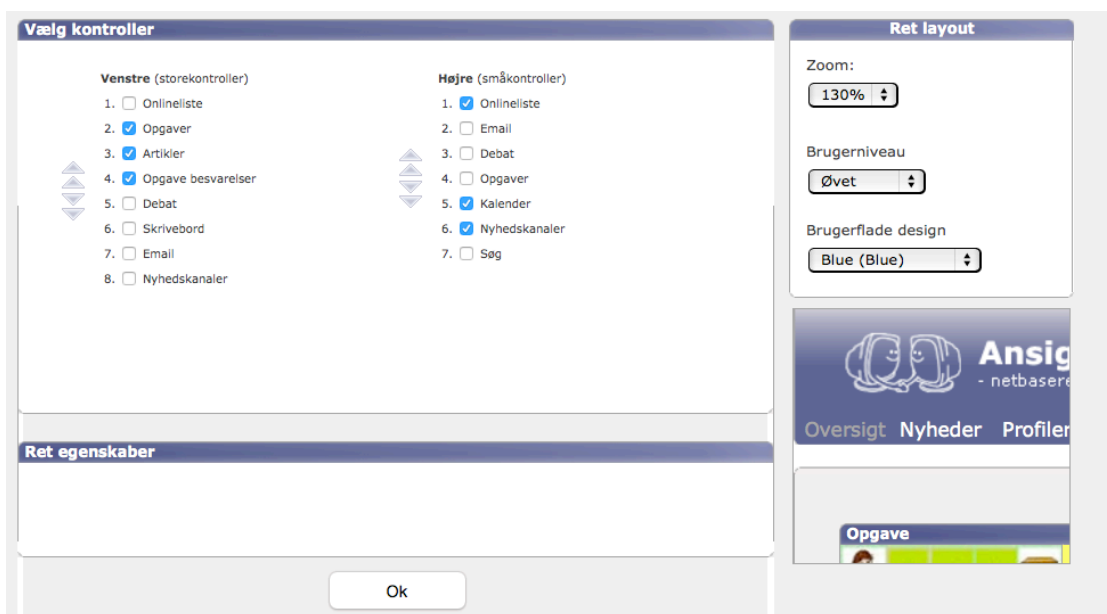 Vælg kontroller
Venstre (storekontroller)
1. Onlineliste
2. Opgaver
3. Artikler
4. Opgave besvarelser
5. Debat
6. Skrivebord
7. Email
8. Nyhedskanaler
Højre (småkontroller)
1. Onlineliste
2. Email
3. Debat
4. Opgaver
5. Kalender
6. Nyhedskanaler
7. Søg
Ret egenskaber
Ok
Ret layout
Zoom:
130%
Brugerniveau
Øvet
Brugerflade design
Blue (Blue)
Ansig
- netbasere
Oversigt Nyheder Profiler
Opgave